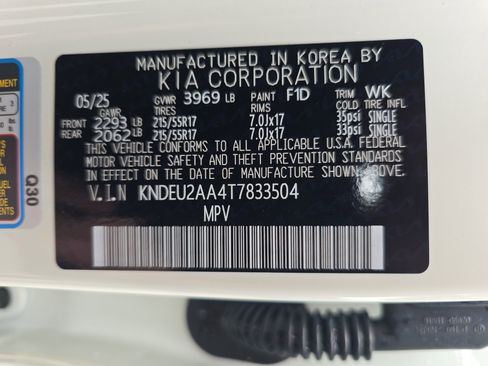 MANUFACTURED IN KOREA BY
KIA CORPORATION
05/25 GVWR 3969 LB PAINT F1D TRIM WK
GAWR TIRES RIMS COLD TIRE INFL
FRONT 2293 LB 215/55R17 7.0Jx17 35psi SINGLE
REAR 2062 LB 215/55R17 7.0Jx17 33psi SINGLE
THIS VEHICLE CONFORMS TO ALL APPLICABLE U.S.A. FEDERAL
MOTOR VEHICLE SAFETY AND THEFT PREVENTION STANDARDS
IN EFFECT ON THE DATE OF MANUFACTURE SHOWN ABOVE.
V.I.N KNDEU2AA4T7833504
MPV
Q30